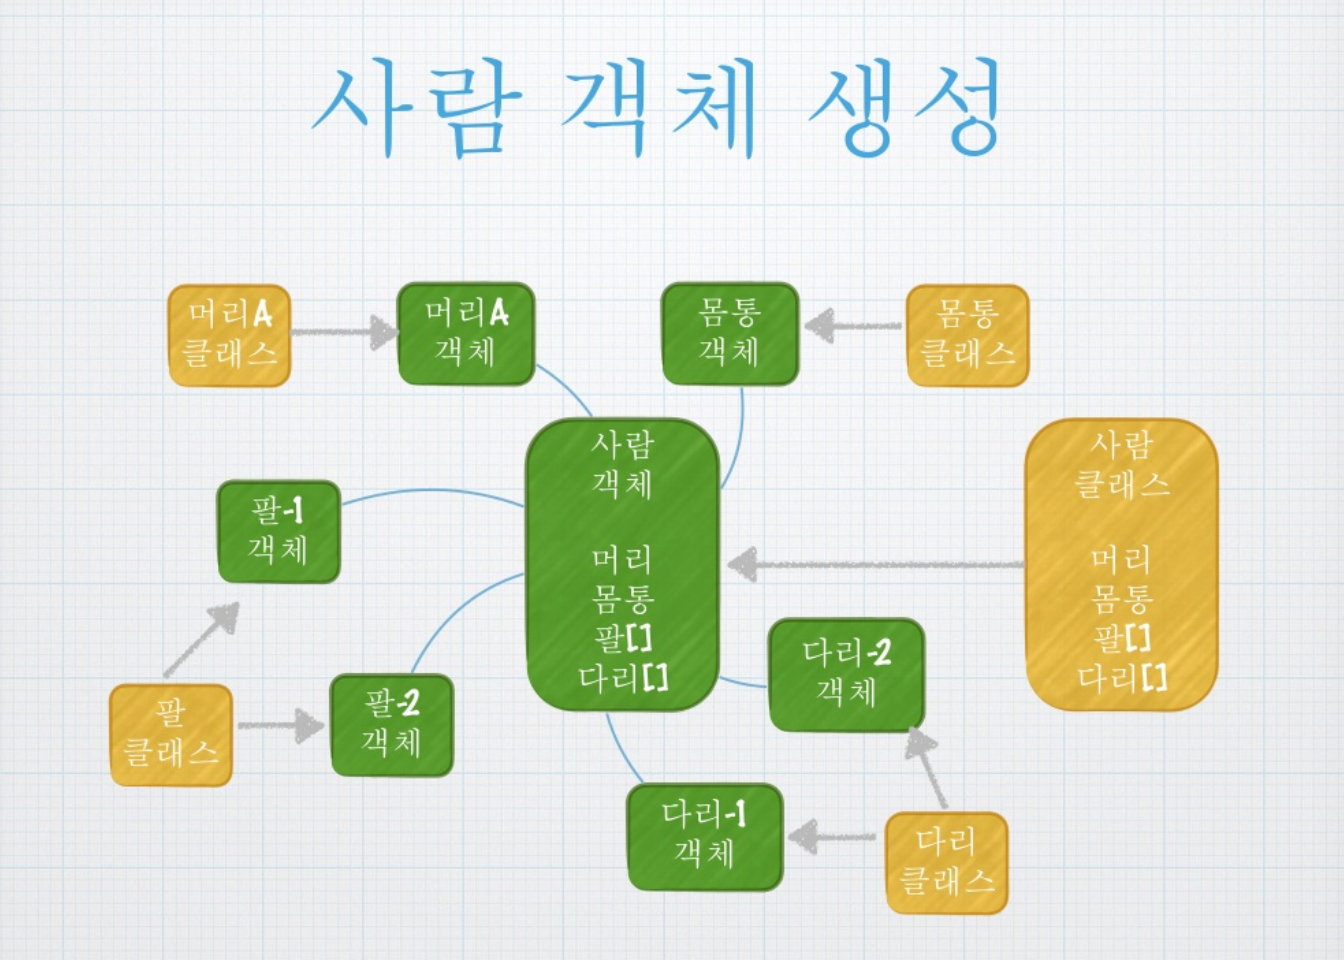 사람 객체 생성
머리A
클래스
머리A
객체
몸통
객체
몸통
클래스
사람
객체
머리
몸통
팔[]
다리[]
사람
클래스
머리
몸통
팔[]
다리[]
팔-1
객체
팔
클래스
팔-2
객체
다리-2
객체
다리-1
객체
다리
클래스